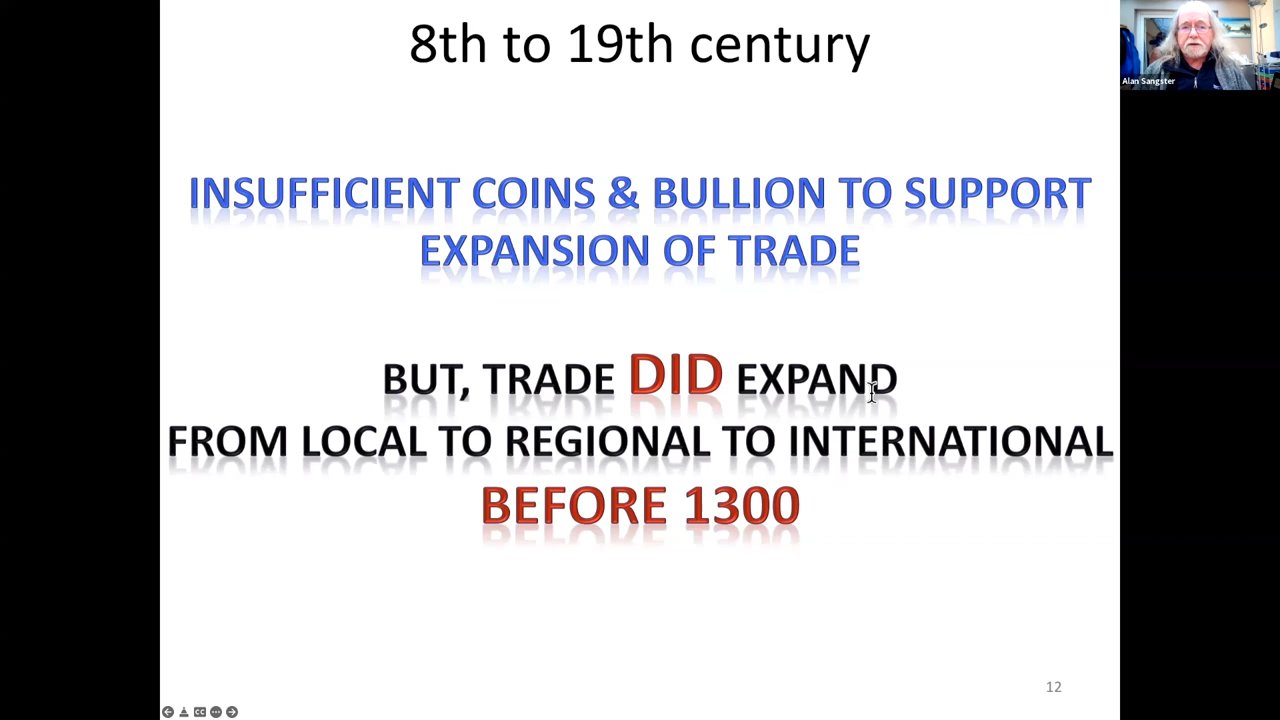 8th to 19th century
Alan Sangster
INSUFFICIENT COINS & BULLION TO SUPPORT
EXPANSION OF TRADE
BUT, TRADE DID EXPAND
FROM LOCAL TO REGIONAL TO INTERNATIONAL
BEFORE 1300
12
CC